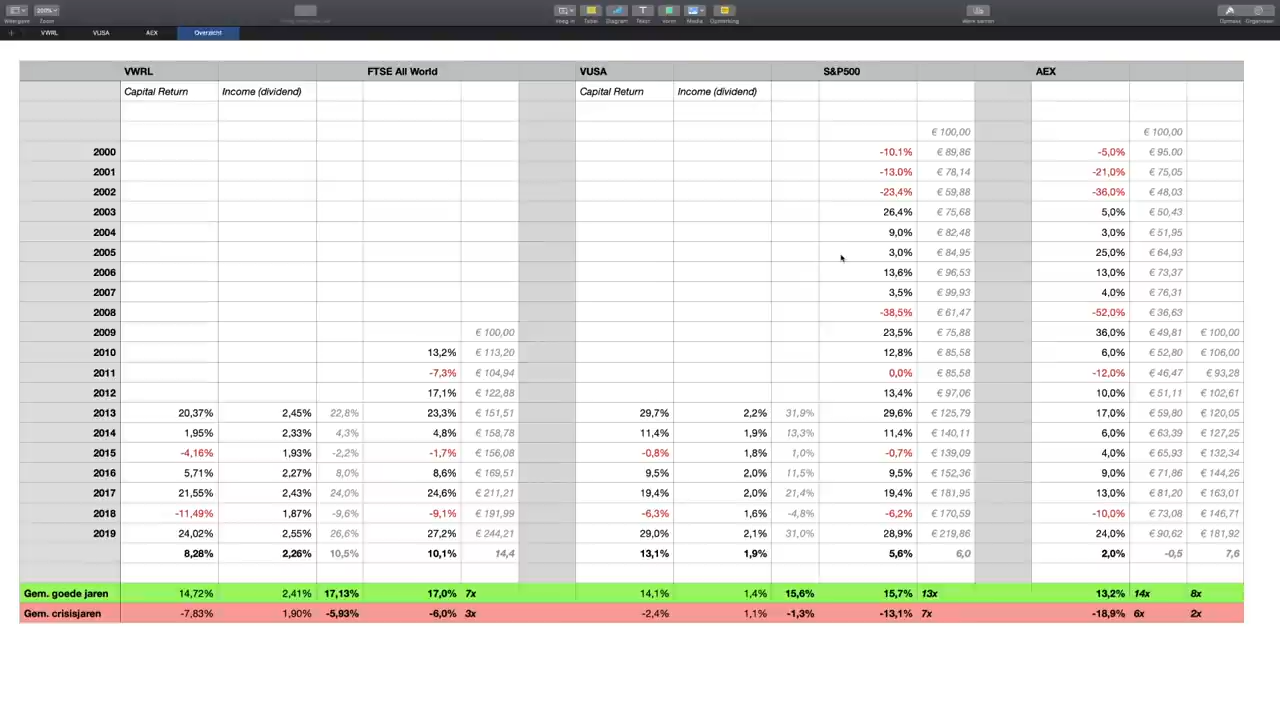 Weergave Zoom Voeg in Tabel Diagram Tekst Vorm Media Opmerking Opmaak Organiseer
200%
VWRL VUSA AEX Overzicht
VWRL FTSE All World VUSA S&P500 AEX
Capital Return Income (dividend) Capital Return Income (dividend)
€ 100,00 € 100,00
2000 -10,1% € 89,86 -5,0% € 95,00
2001 -13,0% € 78,14 -21,0% € 75,05
2002 -23,4% € 59,88 -36,0% € 48,03
2003 26,4% € 75,68 5,0% € 50,43
2004 9,0% € 82,48 3,0% € 51,95
2005 3,0% € 84,95 25,0% € 64,93
2006 13,6% € 96,53 13,0% € 73,37
2007 3,5% € 99,93 4,0% € 76,31
2008 -38,5% € 61,47 -52,0% € 36,63
2009 € 100,00 23,5% € 75,88 36,0% € 49,81 € 100,00
2010 13,2% € 113,20 12,8% € 85,58 6,0% € 52,80 € 106,00
2011 -7,3% € 104,94 0,0% € 85,58 -12,0% € 46,47 € 93,28
2012 17,1% € 122,88 13,4% € 97,06 10,0% € 51,11 € 102,61
2013 20,37% 2,45% 22,8% 23,3% € 151,51 29,7% 2,2% 31,9% 29,6% € 125,79 17,0% € 59,80 € 120,05
2014 1,95% 2,33% 4,3% 4,8% € 158,78 11,4% 1,9% 13,3% 11,4% € 140,11 6,0% € 63,39 € 127,25
2015 -4,16% 1,93% -2,2% -1,7% € 156,08 -0,8% 1,8% 1,0% -0,7% € 139,09 4,0% € 65,93 € 132,34
2016 5,71% 2,27% 8,0% 8,6% € 169,51 9,5% 2,0% 11,5% 9,5% € 152,36 9,0% € 71,86 € 144,26
2017 21,55% 2,43% 24,0% 24,6% € 211,21 19,4% 2,0% 21,4% 19,4% € 181,95 13,0% € 81,20 € 163,01
2018 -11,49% 1,87% -9,6% -9,1% € 191,99 -6,3% 1,6% -4,8% -6,2% € 170,59 -10,0% € 73,08 € 146,71
2019 24,02% 2,55% 26,6% 27,2% € 244,21 29,0% 2,1% 31,0% 28,9% € 219,86 24,0% € 90,62 € 181,92
8,28% 2,26% 10,5% 10,1% 14,4 13,1% 1,9% 5,6% 6,0 2,0% -0,5 7,6
Gem. goede jaren 14,72% 2,41% 17,13% 17,0% 7x 14,1% 1,4% 15,6% 15,7% 13x 13,2% 14x 8x
Gem. crisisjaren -7,83% 1,90% -5,93% -6,0% 3x -2,4% 1,1% -1,3% -13,1% 7x -18,9% 6x 2x